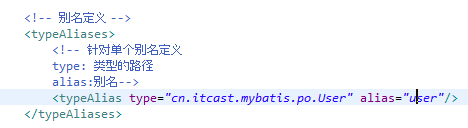 <!-- 别名定义 -->
<typeAliases>
<!-- 针对单个别名定义
type: 类型的路径
alias:别名-->
<typeAlias type="cn.itcast.mybatis.po.User" alias="user"/>
</typeAliases>